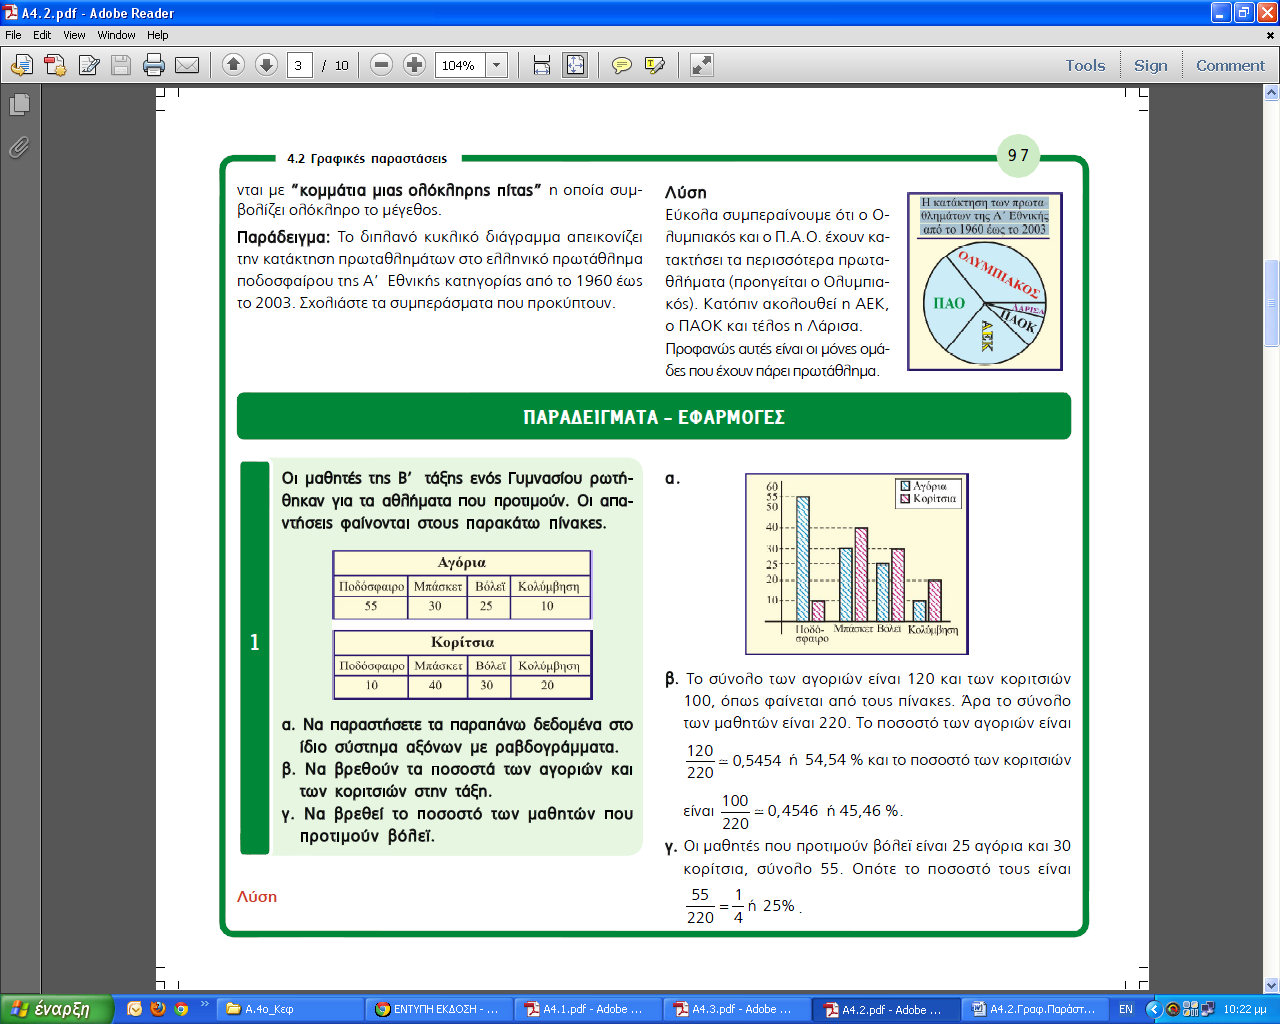 A4.2.pdf - Adobe Reader
File Edit View Window Help
3 / 10 104% Tools Sign Comment
4.2 Γραφικές παραστάσεις
97
νται με “κομμάτια μιας ολόκληρης πίτας” η οποία συμ-
βολίζει ολόκληρο το μέγεθος.
Παράδειγμα: Το διπλανό κυκλικό διάγραμμα απεικονίζει
την κατάκτηση πρωταθλημάτων στο ελληνικό πρωτάθλημα
ποδοσφαίρου της Α’ Εθνικής κατηγορίας από το 1960 έως
το 2003. Σχολιάστε τα συμπεράσματα που προκύπτουν.
Λύση
Εύκολα συμπεραίνουμε ότι ο Ο-
λυμπιακός και ο Π.Α.Ο. έχουν κα-
τακτήσει τα περισσότερα πρωτα-
θλήματα (προηγείται ο Ολυμπια-
κός). Κατόπιν ακολουθεί η ΑΕΚ,
ο ΠΑΟΚ και τέλος η Λάρισα.
Προφανώς αυτές είναι οι μόνες ομά-
δες που έχουν πάρει πρωτάθλημα.
Η κατάκτηση των πρωτα-
θλημάτων της Α’ Εθνικής
από το 1960 έως το 2003
ΟΛΥΜΠΙΑΚΟΣ
ΠΑΟ
ΛΑΡΙΣΑ
ΠΑΟΚ
ΑΕΚ
ΠΑΡΑΔΕΙΓΜΑΤΑ – ΕΦΑΡΜΟΓΕΣ
1
Οι μαθητές της Β’ τάξης ενός Γυμνασίου ρωτή-
θηκαν για τα αθλήματα που προτιμούν. Οι απα-
ντήσεις φαίνονται στους παρακάτω πίνακες.
Αγόρια
Ποδόσφαιρο Μπάσκετ Βόλεϊ Κολύμβηση
55 30 25 10
Κορίτσια
Ποδόσφαιρο Μπάσκετ Βόλεϊ Κολύμβηση
10 40 30 20
α. Να παραστήσετε τα παραπάνω δεδομένα στο
ίδιο σύστημα αξόνων με ραβδογράμματα.
β. Να βρεθούν τα ποσοστά των αγοριών και
των κοριτσιών στην τάξη.
γ. Να βρεθεί το ποσοστό των μαθητών που
προτιμούν βόλεϊ.
Λύση
α.
60
55
50
40
30
25
20
10
Αγόρια
Κορίτσια
Ποδό-
σφαιρο
Μπάσκετ Βόλεϊ Κολύμβηση
β. Το σύνολο των αγοριών είναι 120 και των κοριτσιών
100, όπως φαίνεται από τους πίνακες. Άρα το σύνολο
των μαθητών είναι 220. Το ποσοστό των αγοριών είναι
120/220 ≃ 0,5454 ή 54,54 % και το ποσοστό των κοριτσιών
είναι 100/220 ≃ 0,4546 ή 45,46 %.
γ. Οι μαθητές που προτιμούν βόλεϊ είναι 25 αγόρια και 30
κορίτσια, σύνολο 55. Οπότε το ποσοστό τους είναι
55/220 = 1/4 ή 25% .
έναρξη A.4ο_Κεφ ΕΝΤΥΠΗ ΕΚΔΟΣΗ - ... A4.1.pdf - Adobe ... A4.3.pdf - Adobe ... A4.2.pdf - Adobe ... A4.2.Γραφ.Παράστ... EN 10:22 μμ